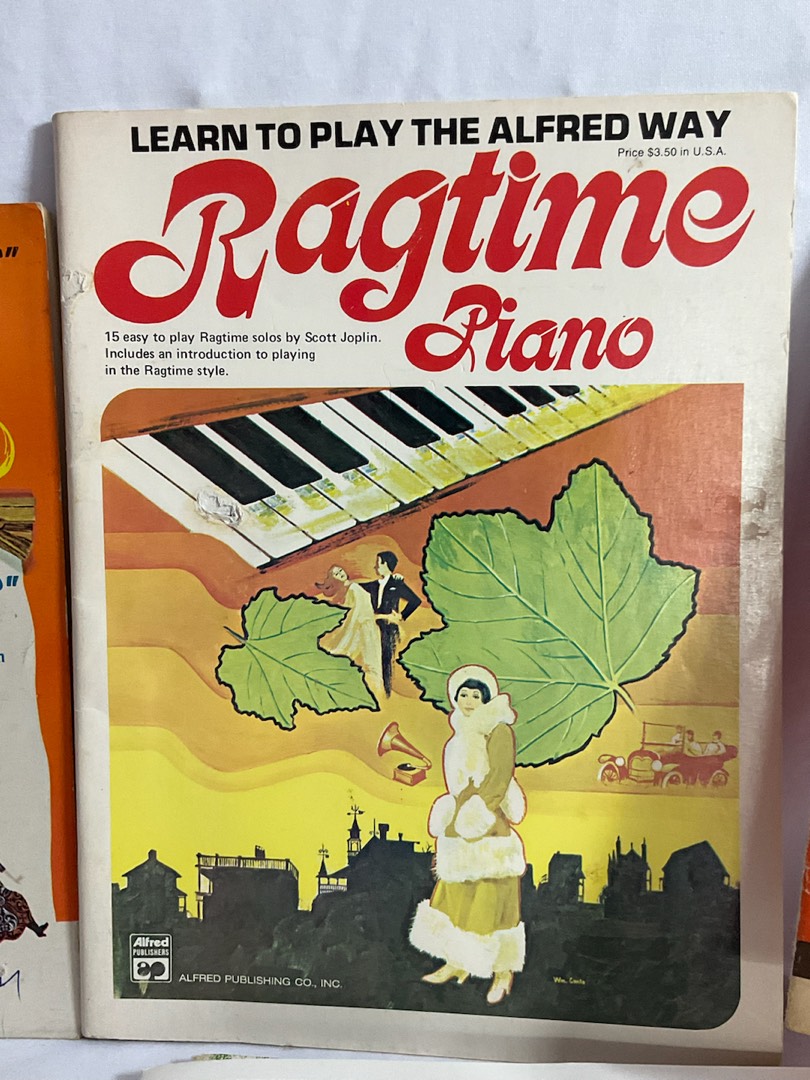 LEARN TO PLAY THE ALFRED WAY
Price $3.50 in U.S.A.
Ragtime
Piano
15 easy to play Ragtime solos by Scott Joplin.
Includes an introduction to playing
in the Ragtime style.
Alfred
PUBLISHERS
ap
ALFRED PUBLISHING CO., INC.